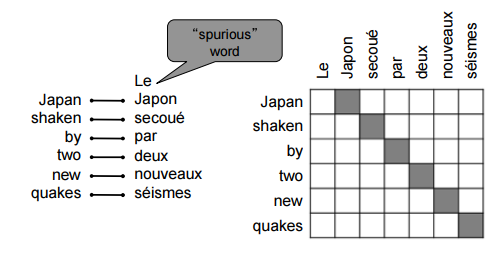 “spurious”
word
Le
Japan Japon
shaken secoué
by par
two deux
new nouveaux
quakes séismes
Le Japon secoué par deux nouveaux séismes
Japan
shaken
by
two
new
quakes